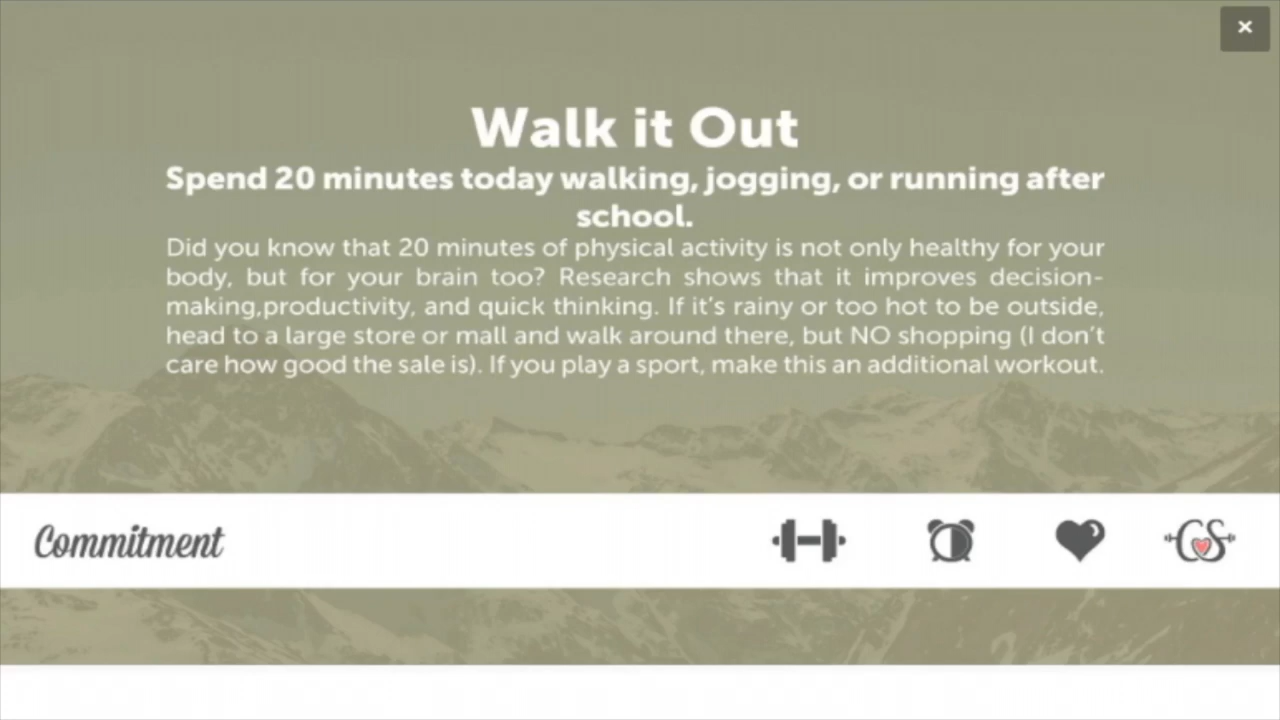 ×
Walk it Out
Spend 20 minutes today walking, jogging, or running after
school.
Did you know that 20 minutes of physical activity is not only healthy for your
body, but for your brain too? Research shows that it improves decision-
making,productivity, and quick thinking. If it's rainy or too hot to be outside,
head to a large store or mall and walk around there, but NO shopping (I don't
care how good the sale is). If you play a sport, make this an additional workout.
Commitment
CS